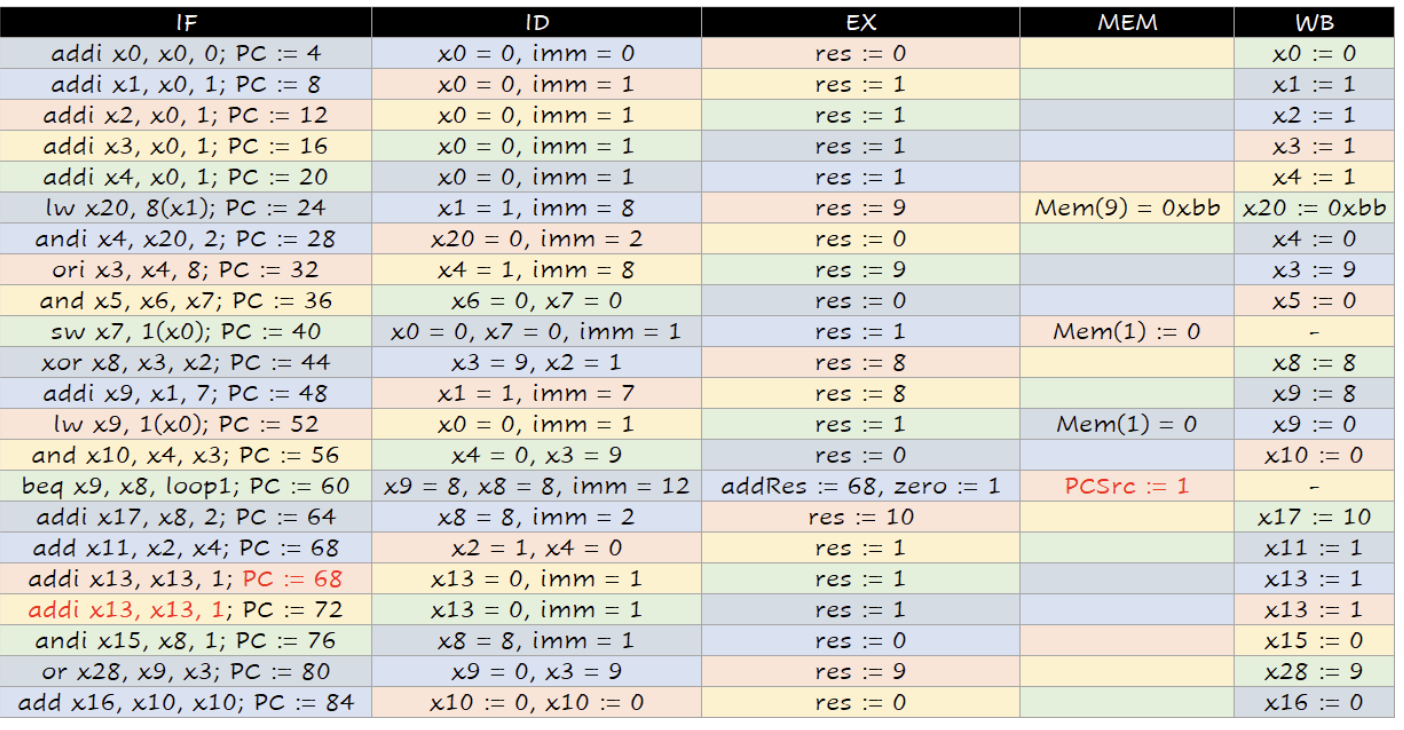 IF ID EX MEM WB
addi x0, x0, 0; PC := 4 x0 = 0, imm = 0 res := 0 x0 := 0
addi x1, x0, 1; PC := 8 x0 = 0, imm = 1 res := 1 x1 := 1
addi x2, x0, 1; PC := 12 x0 = 0, imm = 1 res := 1 x2 := 1
addi x3, x0, 1; PC := 16 x0 = 0, imm = 1 res := 1 x3 := 1
addi x4, x0, 1; PC := 20 x0 = 0, imm = 1 res := 1 x4 := 1
lw x20, 8(x1); PC := 24 x1 = 1, imm = 8 res := 9 Mem(9) = 0xbb x20 := 0xbb
andi x4, x20, 2; PC := 28 x20 = 0, imm = 2 res := 0 x4 := 0
ori x3, x4, 8; PC := 32 x4 = 1, imm = 8 res := 9 x3 := 9
and x5, x6, x7; PC := 36 x6 = 0, x7 = 0 res := 0 x5 := 0
sw x7, 1(x0); PC := 40 x0 = 0, x7 = 0, imm = 1 res := 1 Mem(1) := 0 -
xor x8, x3, x2; PC := 44 x3 = 9, x2 = 1 res := 8 x8 := 8
addi x9, x1, 7; PC := 48 x1 = 1, imm = 7 res := 8 x9 := 8
lw x9, 1(x0); PC := 52 x0 = 0, imm = 1 res := 1 Mem(1) = 0 x9 := 0
and x10, x4, x3; PC := 56 x4 = 0, x3 = 9 res := 0 x10 := 0
beq x9, x8, loop1; PC := 60 x9 = 8, x8 = 8, imm = 12 addRes := 68, zero := 1 PCSrc := 1 -
addi x17, x8, 2; PC := 64 x8 = 8, imm = 2 res := 10 x17 := 10
add x11, x2, x4; PC := 68 x2 = 1, x4 = 0 res := 1 x11 := 1
addi x13, x13, 1; PC := 68 x13 = 0, imm = 1 res := 1 x13 := 1
addi x13, x13, 1; PC := 72 x13 = 0, imm = 1 res := 1 x13 := 1
andi x15, x8, 1; PC := 76 x8 = 8, imm = 1 res := 0 x15 := 0
or x28, x9, x3; PC := 80 x9 = 0, x3 = 9 res := 9 x28 := 9
add x16, x10, x10; PC := 84 x10 := 0, x10 := 0 res := 0 x16 := 0